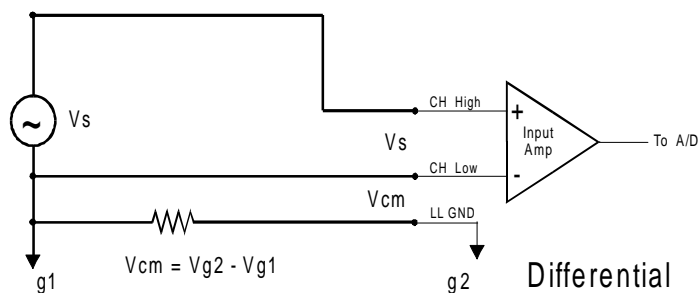 CH High
+
Vs
~
Input
Amp
To A/D
Vs
CH Low
-
Vcm
LL GND
Vcm = Vg2 - Vg1
g1
g2
Differential